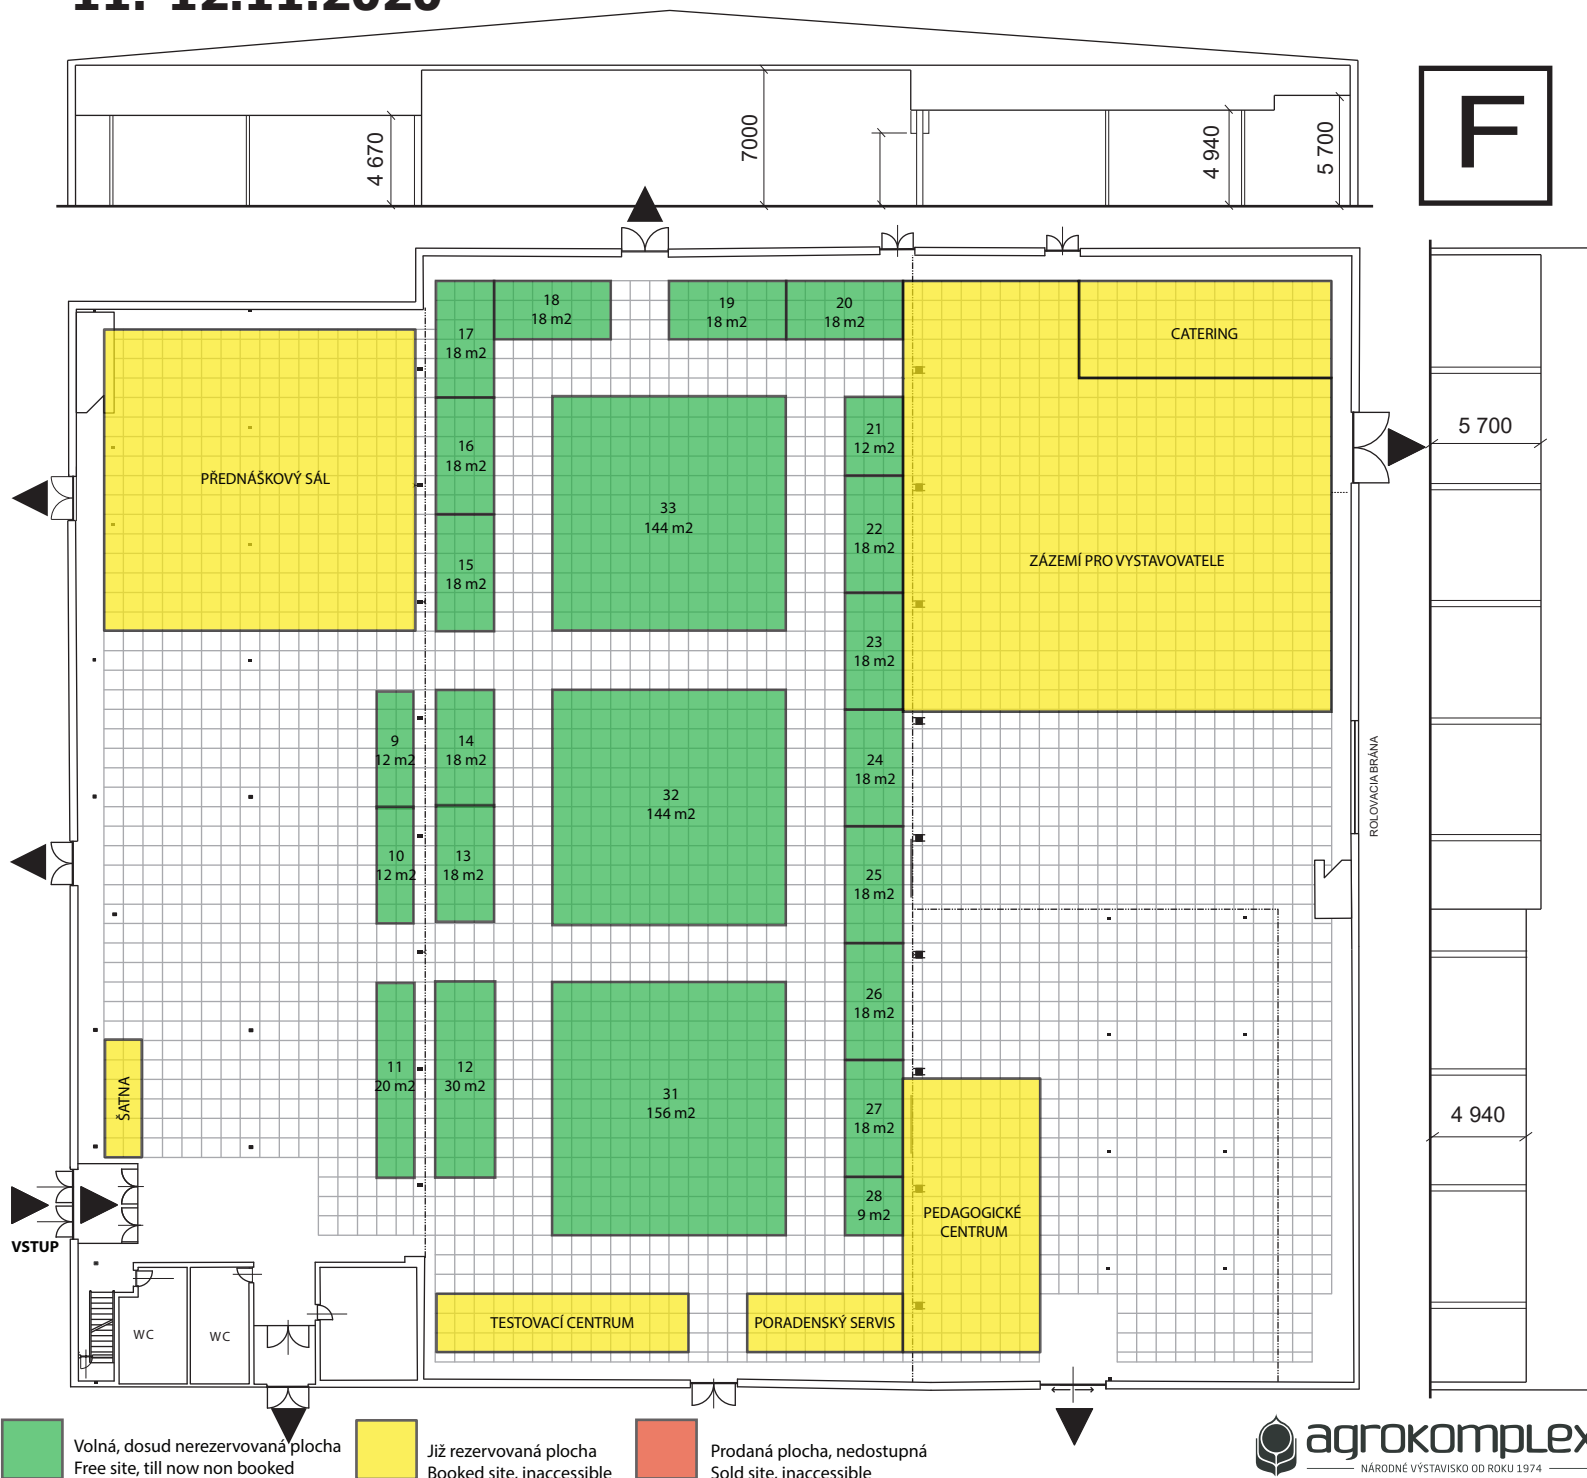 11.-12.11.2026
4 670
7000
4 940
5 700
F
18
18 m2
19
18 m2
20
18 m2
17
18 m2
CATERING
PŘEDNÁŠKOVÝ SÁL
16
18 m2
21
12 m2
5 700
33
144 m2
22
18 m2
15
18 m2
ZÁZEMÍ PRO VYSTAVOVATELE
23
18 m2
9
12 m2
14
18 m2
24
18 m2
32
144 m2
ROLOVACIA BRÁNA
10
12 m2
13
18 m2
25
18 m2
26
18 m2
11
20 m2
12
30 m2
31
156 m2
27
18 m2
4 940
ŠATNA
28
9 m2
PEDAGOGICKÉ
CENTRUM
VSTUP
TESTOVACÍ CENTRUM
PORADENSKÝ SERVIS
WC
WC
Volná, dosud nerezervovaná plocha
Free site, till now non booked
Již rezervovaná plocha
Booked site, inaccessible
Prodaná plocha, nedostupná
Sold site, inaccessible
agrokomplex
NÁRODNÉ VÝSTAVISKO OD ROKU 1974